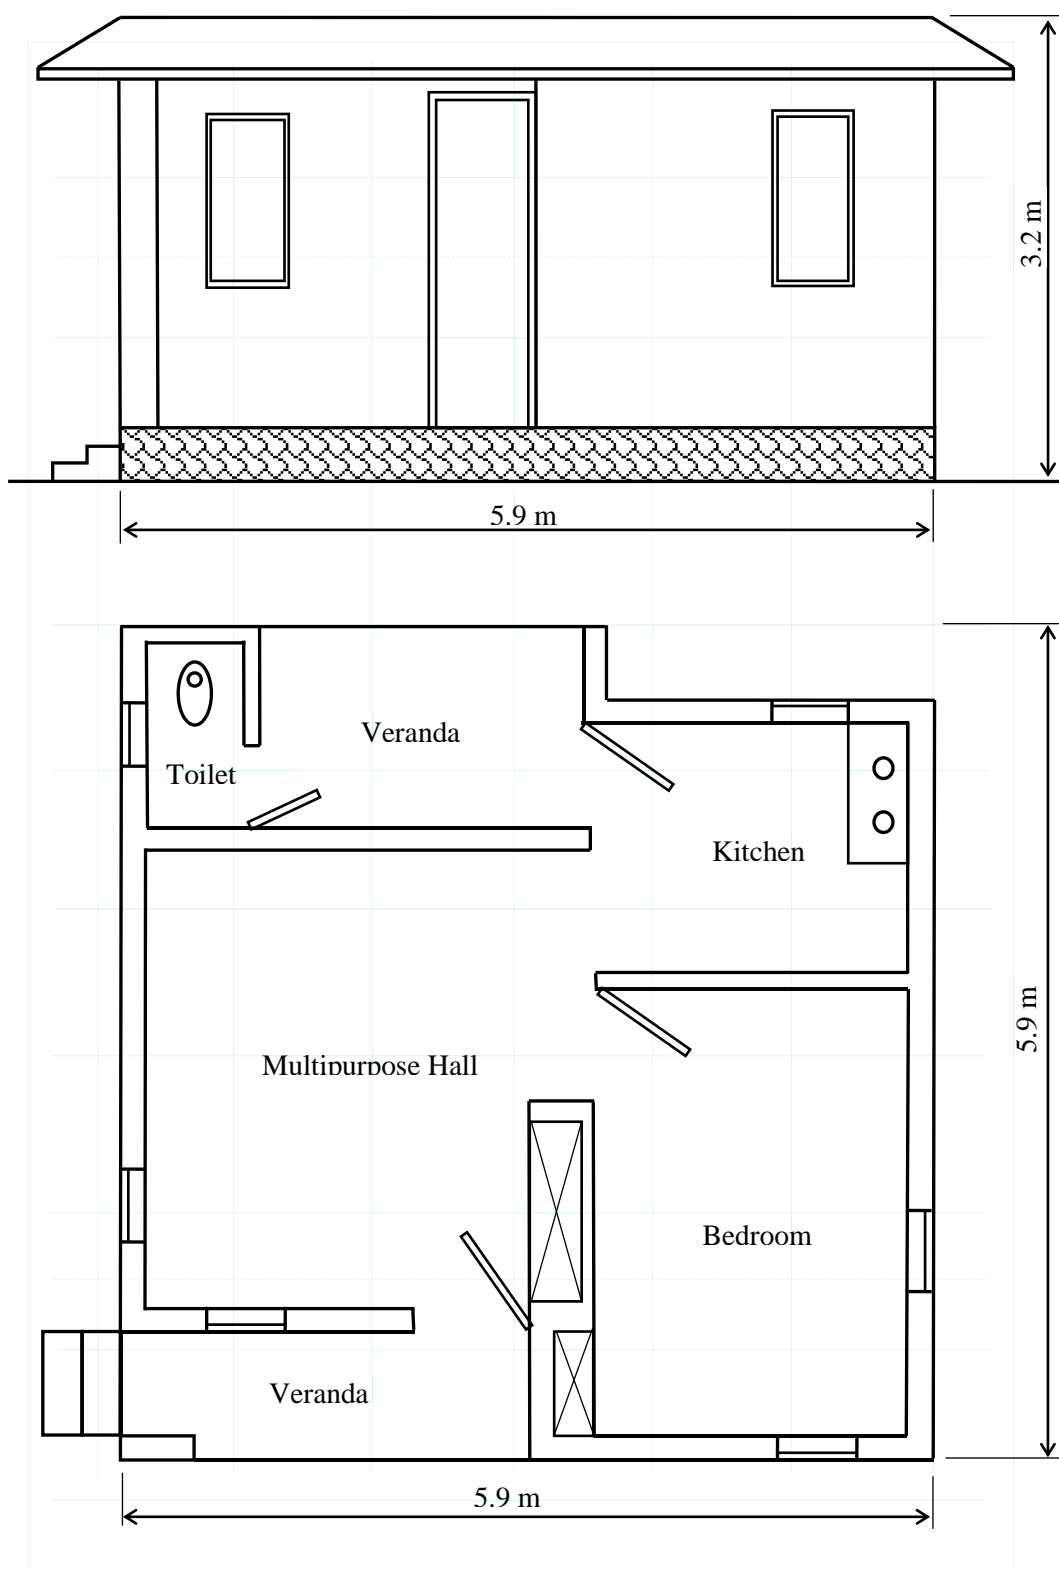 3.2 m
5.9 m
Veranda
Toilet
Kitchen
5.9 m
Multipurpose Hall
Bedroom
Veranda
5.9 m